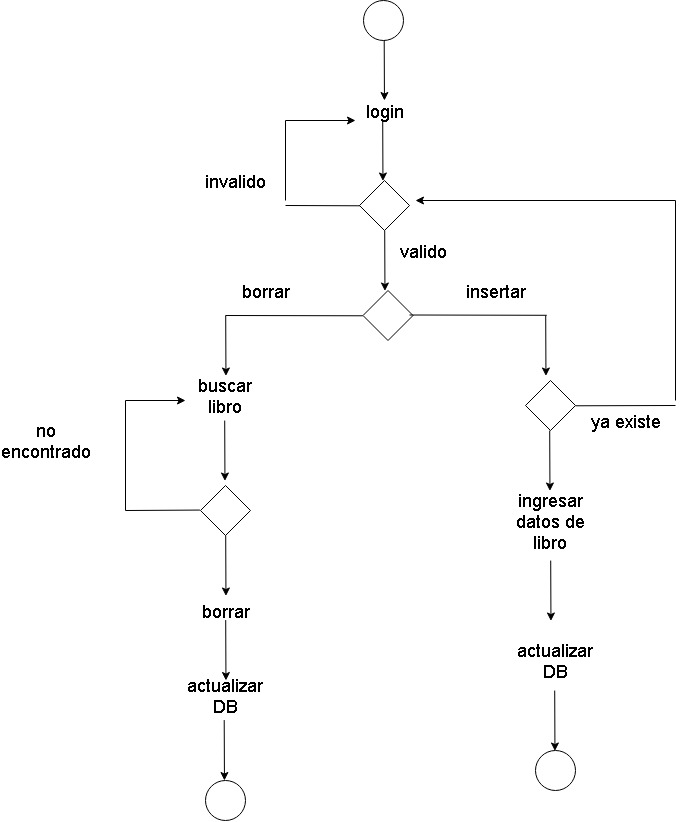 login
invalido
valido
borrar
insertar
buscar
libro
ya existe
no
encontrado
ingresar
datos de
libro
borrar
actualizar
DB
actualizar
DB